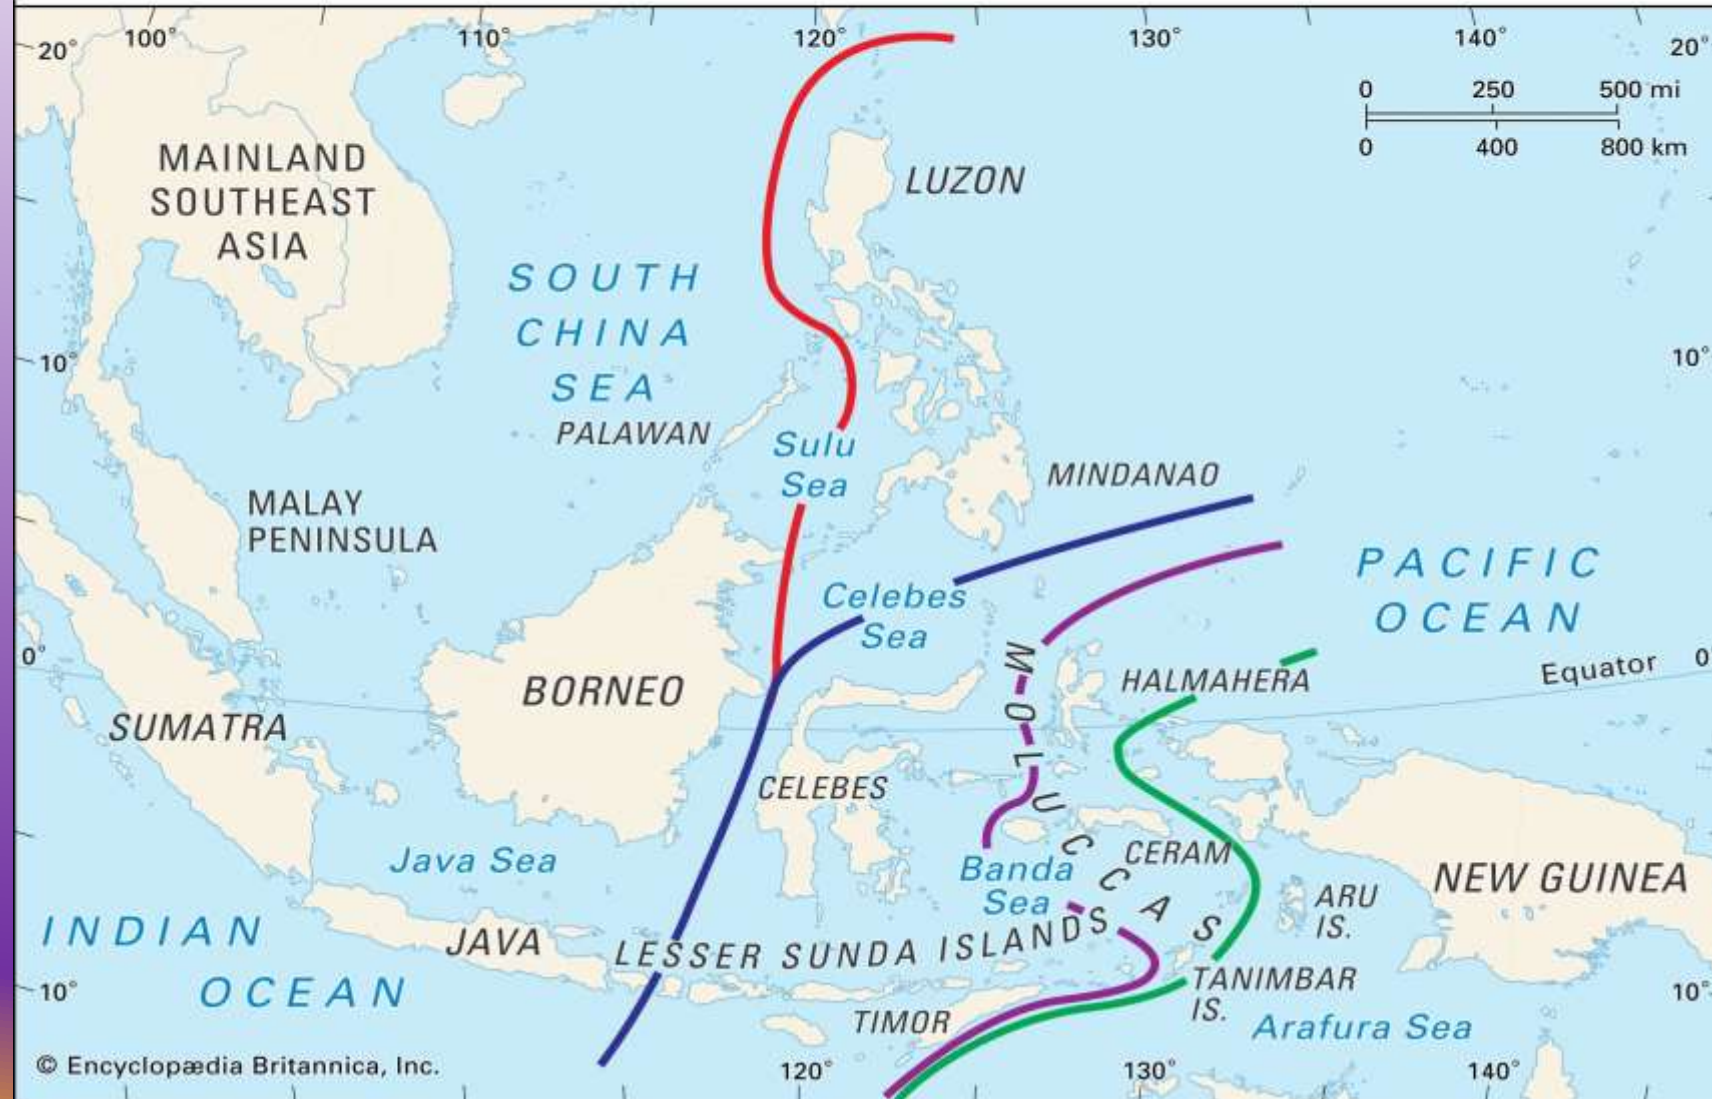 100°
110°
120°
130°
140°
20°
20°
0 250 500 mi
0 400 800 km
MAINLAND
SOUTHEAST
ASIA
LUZON
SOUTH
CHINA
SEA
10°
10°
PALAWAN
Sulu
Sea
MINDANAO
MALAY
PENINSULA
PACIFIC
OCEAN
Celebes
Sea
0°
Equator 0°
BORNEO
HALMAHERA
SUMATRA
MOLUCCAS
CELEBES
Java Sea
Banda
Sea
CERAM
NEW GUINEA
ARU
IS.
INDIAN
OCEAN
JAVA
LESSER SUNDA ISLANDS
10°
TANIMBAR
IS.
10°
TIMOR
Arafura Sea
© Encyclopædia Britannica, Inc.
120°
130°
140°